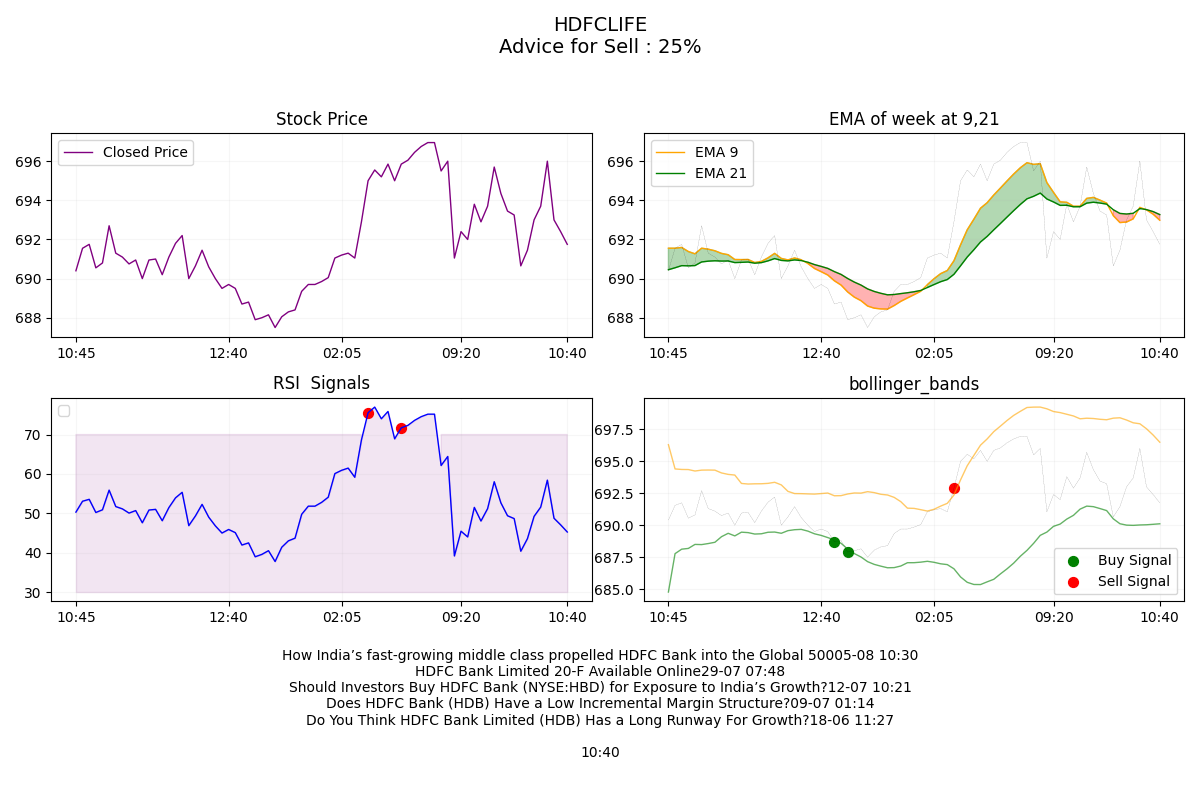 HDFCLIFE
Advice for Sell : 25%
Stock Price
Closed Price
696
694
692
690
688
10:45
12:40
02:05
09:20
10:40
EMA of week at 9,21
EMA 9
EMA 21
696
694
692
690
688
10:45
12:40
02:05
09:20
10:40
RSI  Signals
70
60
50
40
30
10:45
12:40
02:05
09:20
10:40
bollinger_bands
697.5
695.0
692.5
690.0
687.5
685.0
Buy Signal
Sell Signal
10:45
12:40
02:05
09:20
10:40
How India’s fast-growing middle class propelled HDFC Bank into the Global 50005-08 10:30
HDFC Bank Limited 20-F Available Online29-07 07:48
Should Investors Buy HDFC Bank (NYSE:HBD) for Exposure to India’s Growth?12-07 10:21
Does HDFC Bank (HDB) Have a Low Incremental Margin Structure?09-07 01:14
Do You Think HDFC Bank Limited (HDB) Has a Long Runway For Growth?18-06 11:27
10:40